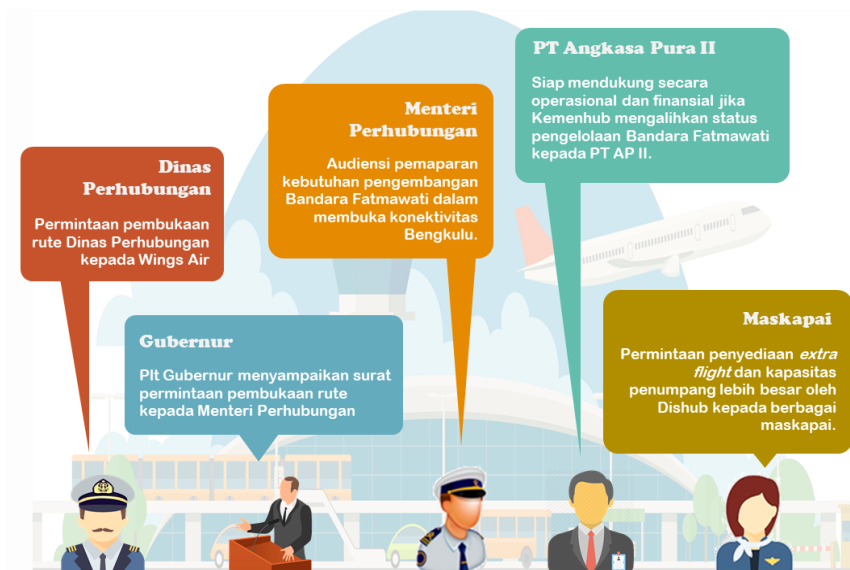 Dinas
Perhubungan
Permintaan pembukaan
rute Dinas Perhubungan
kepada Wings Air
Gubernur
Plt Gubernur menyampaikan surat
permintaan pembukaan rute
kepada Menteri Perhubungan
Menteri
Perhubungan
Audiensi pemaparan
kebutuhan pengembangan
Bandara Fatmawati dalam
membuka konektivitas
Bengkulu.
PT Angkasa Pura II
Siap mendukung secara
operasional dan finansial jika
Kemenhub mengalihkan status
pengelolaan Bandara Fatmawati
kepada PT AP II.
Maskapai
Permintaan penyediaan extra
flight dan kapasitas
penumpang lebih besar oleh
Dishub kepada berbagai
maskapai.